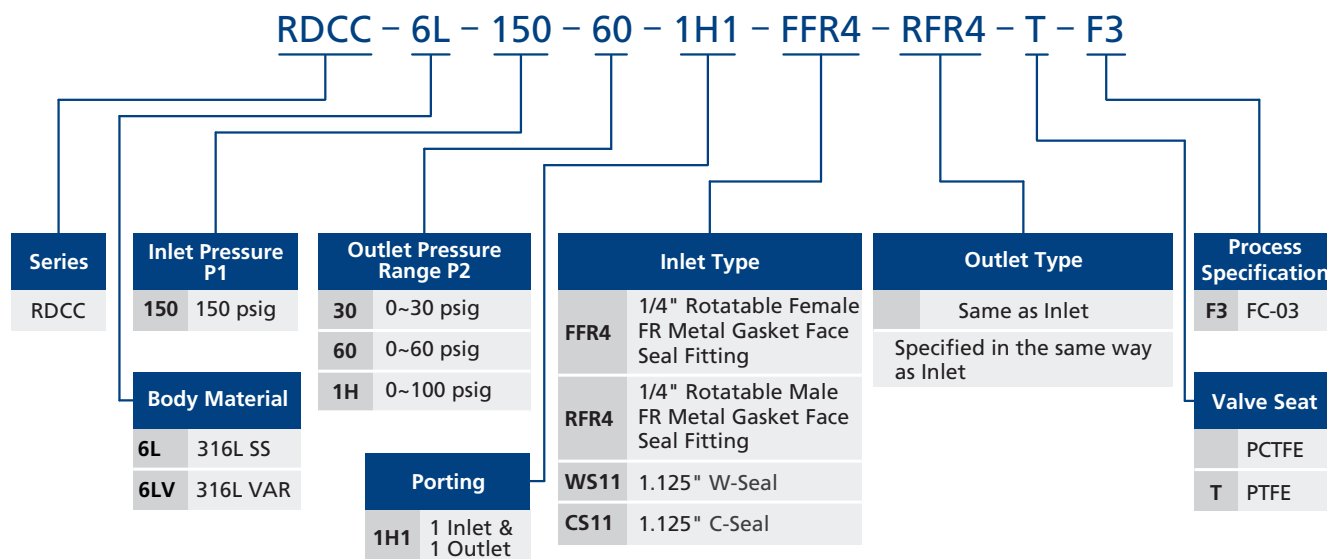 RDCC – 6L – 150 – 60 – 1H1 – FFR4 – RFR4 – T – F3
Series
RDCC
Inlet Pressure
P1
150 150 psig
Body Material
6L 316L SS
6LV 316L VAR
Outlet Pressure
Range P2
30 0~30 psig
60 0~60 psig
1H 0~100 psig
Porting
1H1 1 Inlet &
1 Outlet
Inlet Type
FFR4 1/4" Rotatable Female
FR Metal Gasket Face
Seal Fitting
RFR4 1/4" Rotatable Male
FR Metal Gasket Face
Seal Fitting
WS11 1.125" W-Seal
CS11 1.125" C-Seal
Outlet Type
Same as Inlet
Specified in the same way
as Inlet
Process
Specification
F3 FC-03
Valve Seat
PCTFE
T PTFE